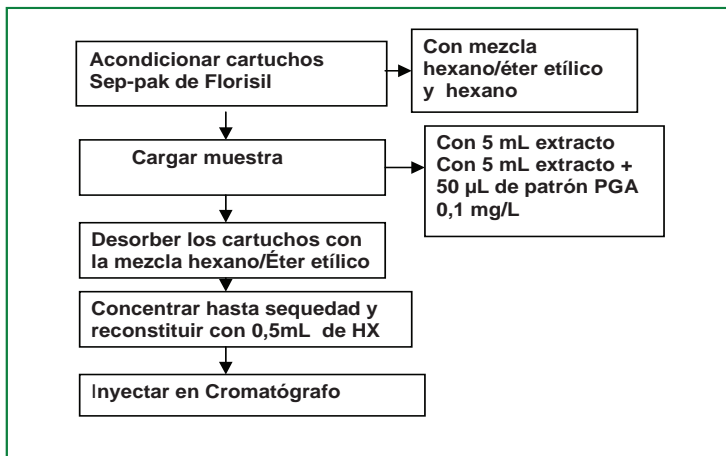 Acondicionar cartuchos
Sep-pak de Florisil
Con mezcla
hexano/éter etílico
y hexano
Cargar muestra
Con 5 mL extracto
Con 5 mL extracto +
50 µL de patrón PGA
0,1 mg/L
Desorber los cartuchos con
la mezcla hexano/Éter etílico
Concentrar hasta sequedad y
reconstituir con 0,5mL de HX
Inyectar en Cromatógrafo